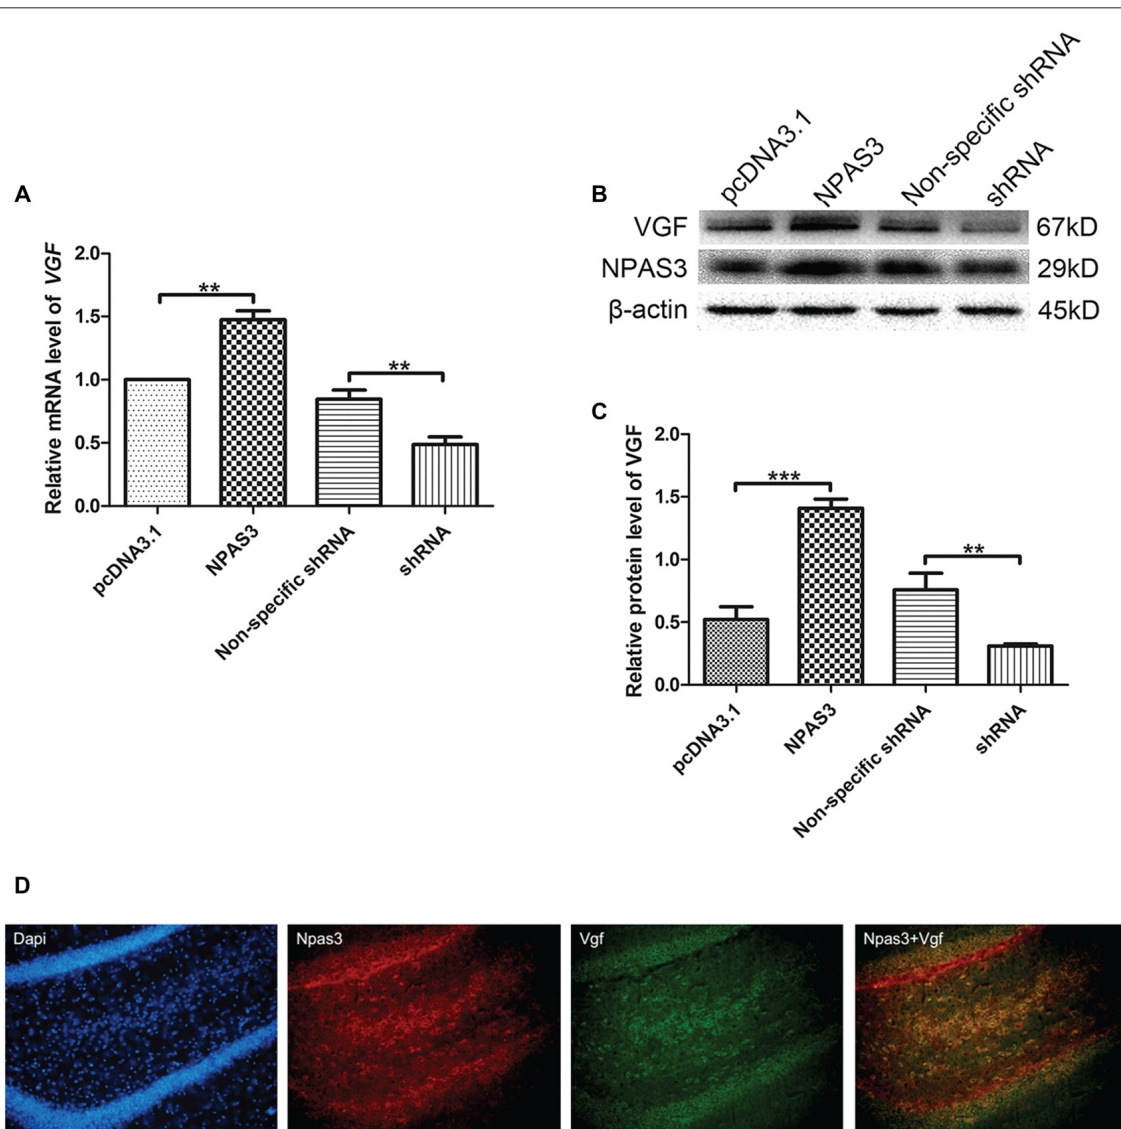 A
Relative mRNA level of VGF
2.0
1.5
1.0
0.5
0.0
**
**
pcDNA3.1
NPAS3
Non-specific shRNA
shRNA
B
pcDNA3.1
NPAS3
Non-specific shRNA
shRNA
VGF 67kD
NPAS3 29kD
β-actin 45kD
C
Relative protein level of VGF
2.0
1.5
1.0
0.5
0.0
***
**
pcDNA3.1
NPAS3
Non-specific shRNA
shRNA
D
Dapi
Npas3
Vgf
Npas3+Vgf